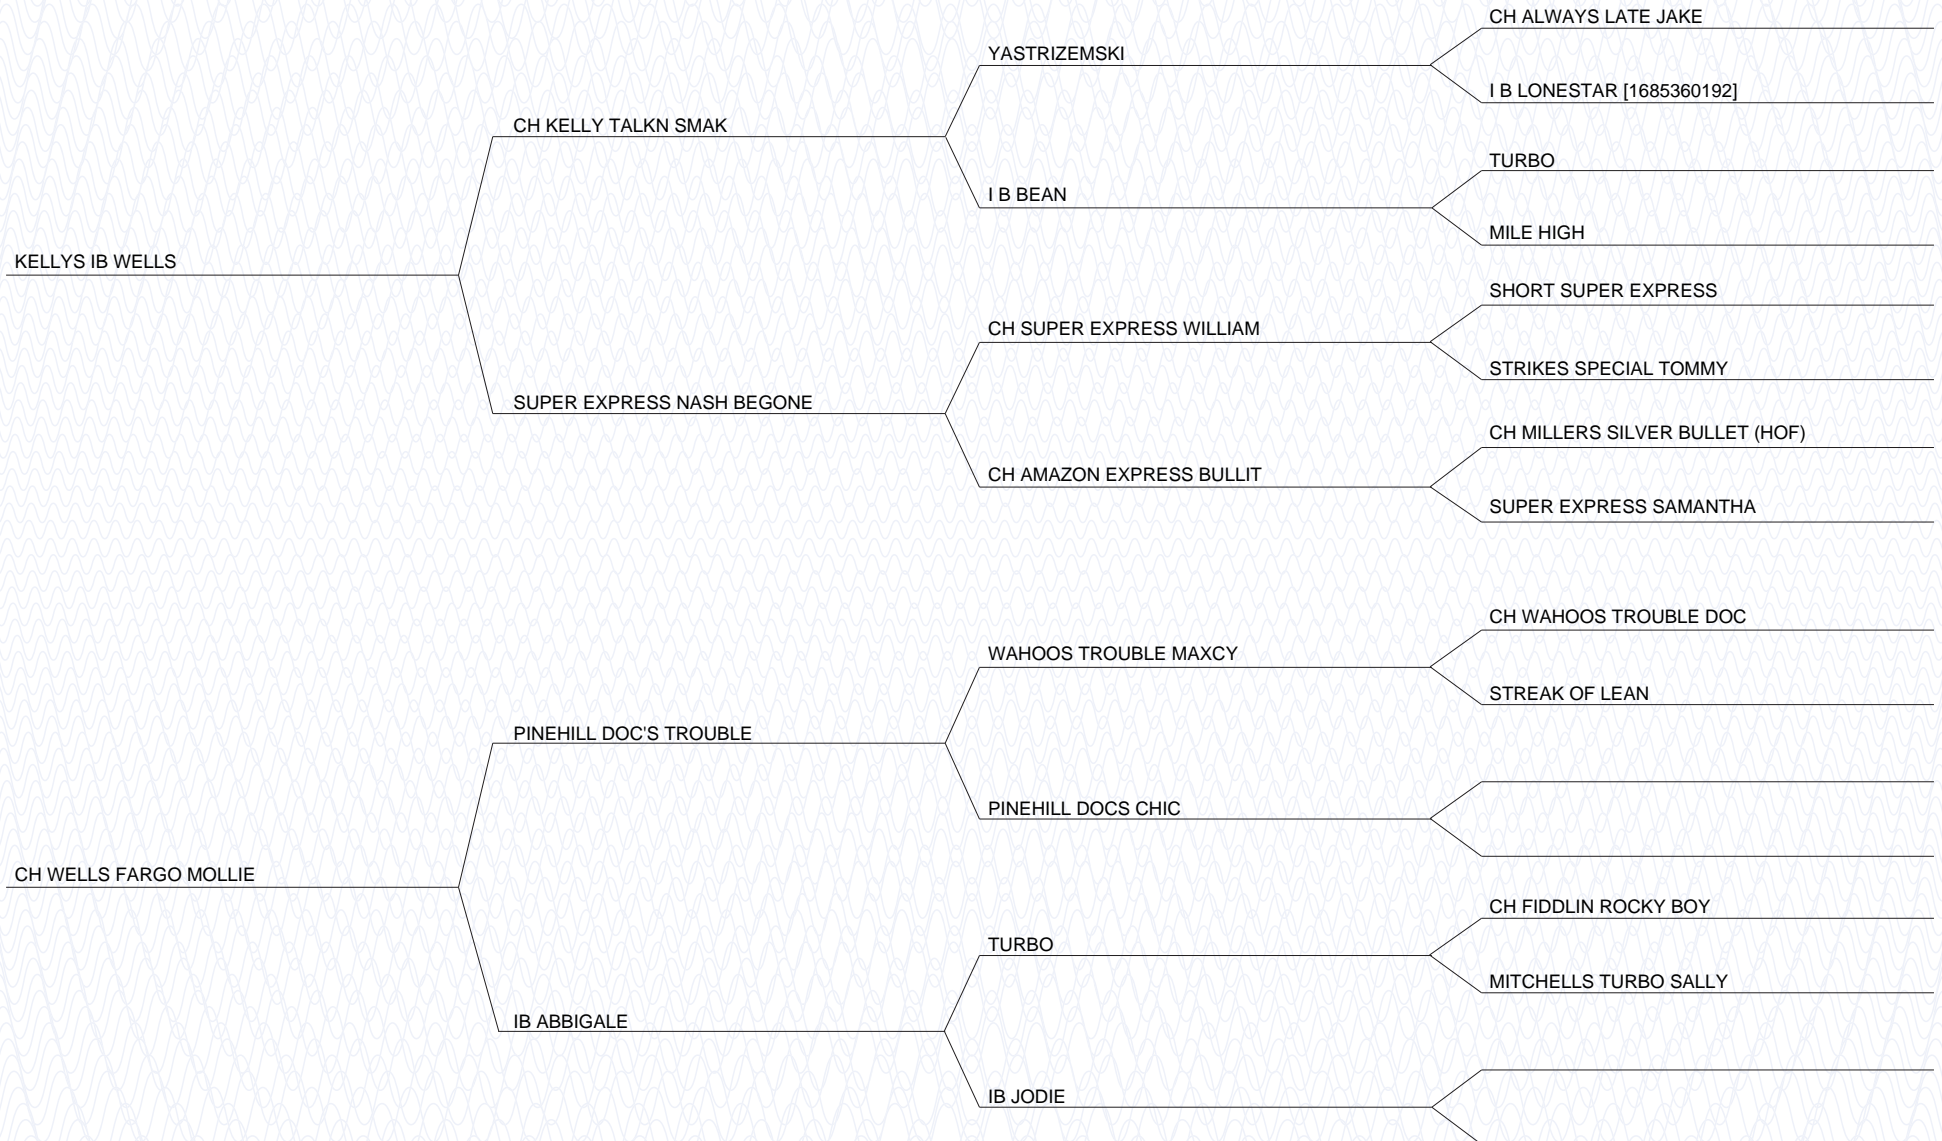 CH ALWAYS LATE JAKE
YASTRIZEMSKI
I B LONESTAR [1685360192]
CH KELLY TALKN SMAK
TURBO
I B BEAN
MILE HIGH
KELLYS IB WELLS
SHORT SUPER EXPRESS
CH SUPER EXPRESS WILLIAM
STRIKES SPECIAL TOMMY
SUPER EXPRESS NASH BEGONE
CH MILLERS SILVER BULLET (HOF)
CH AMAZON EXPRESS BULLIT
SUPER EXPRESS SAMANTHA
CH WAHOOS TROUBLE DOC
WAHOOS TROUBLE MAXCY
STREAK OF LEAN
PINEHILL DOC'S TROUBLE
PINEHILL DOCS CHIC
CH WELLS FARGO MOLLIE
CH FIDDLIN ROCKY BOY
TURBO
MITCHELLS TURBO SALLY
IB ABBIGALE
IB JODIE